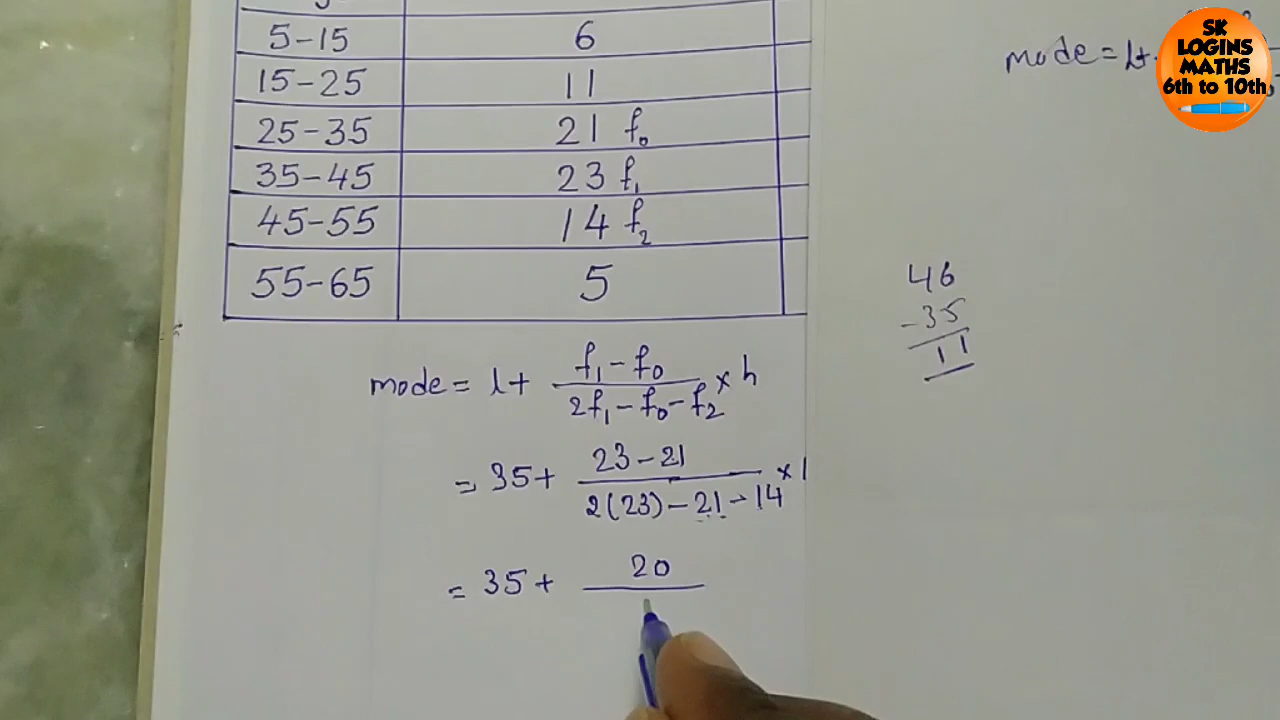 5-15 6
15-25 11
25-35 21 f₀
35-45 23 f₁
45-55 14 f₂
55-65 5
mode = l+ f₁-f₀ / 2f₁-f₀-f₂ × h
= 35+ 23-21 / 2(23)-21-14 × 1
= 35+ 20
mode = l+
46
-35
11
SK
LOGINS
MATHS
6th to 10th